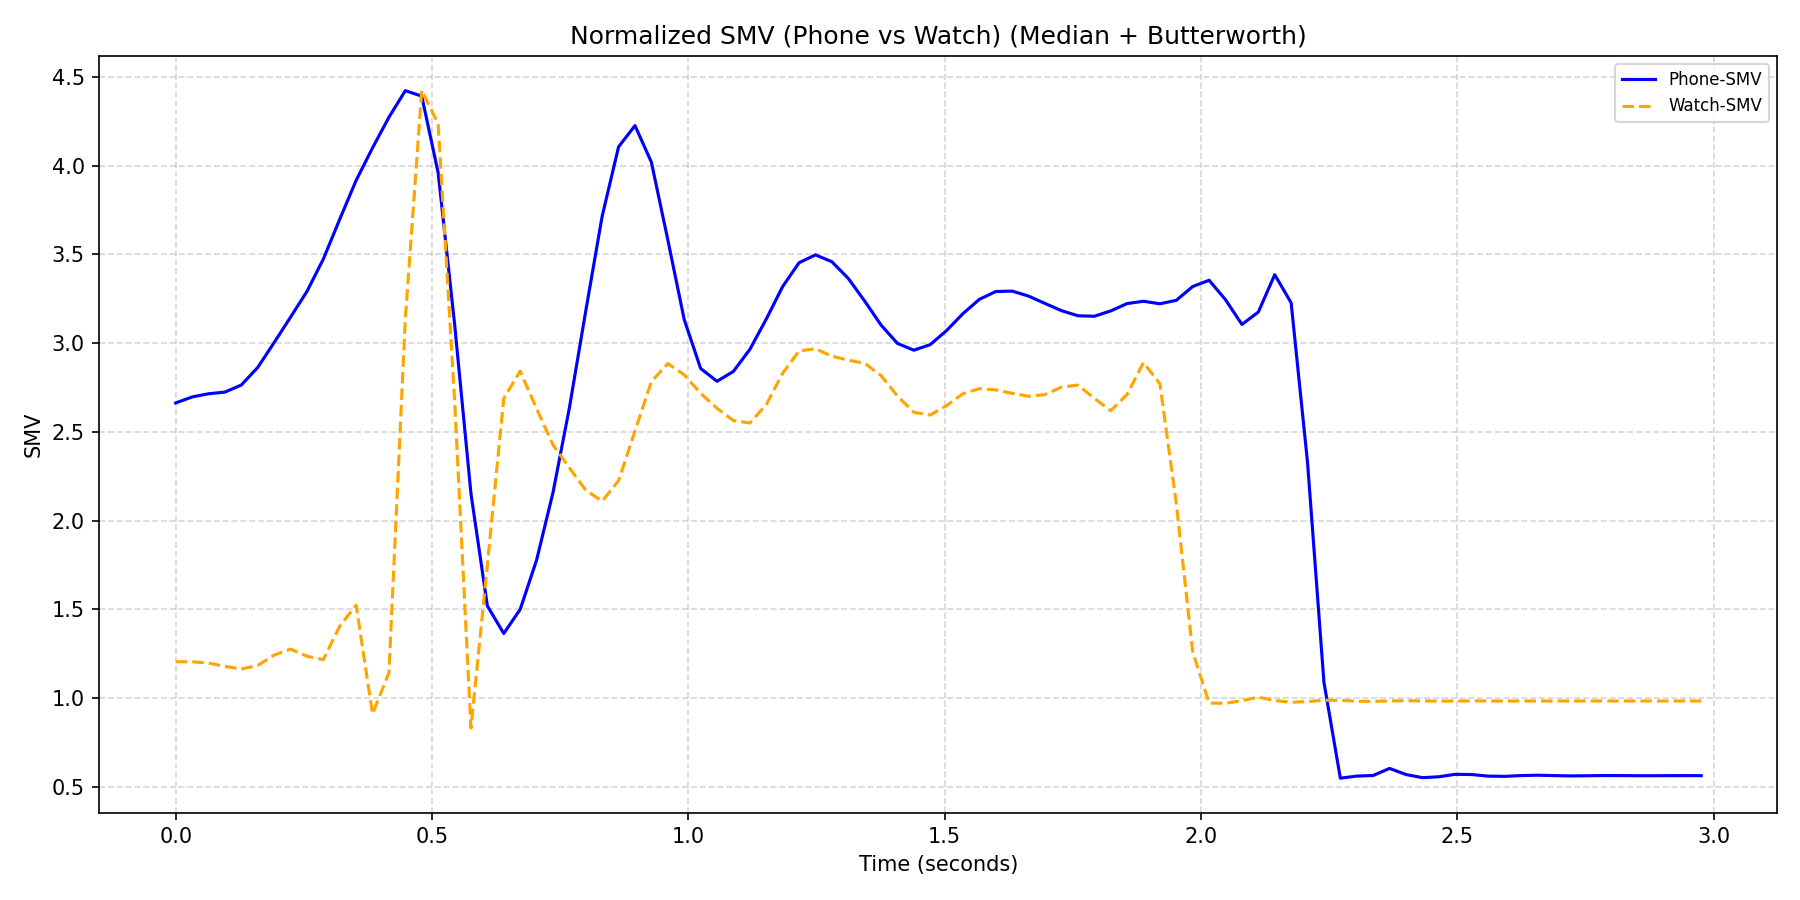 Normalized SMV (Phone vs Watch) (Median + Butterworth)
Phone-SMV
Watch-SMV
SMV
4.5
4.0
3.5
3.0
2.5
2.0
1.5
1.0
0.5
0.0 0.5 1.0 1.5 2.0 2.5 3.0
Time (seconds)